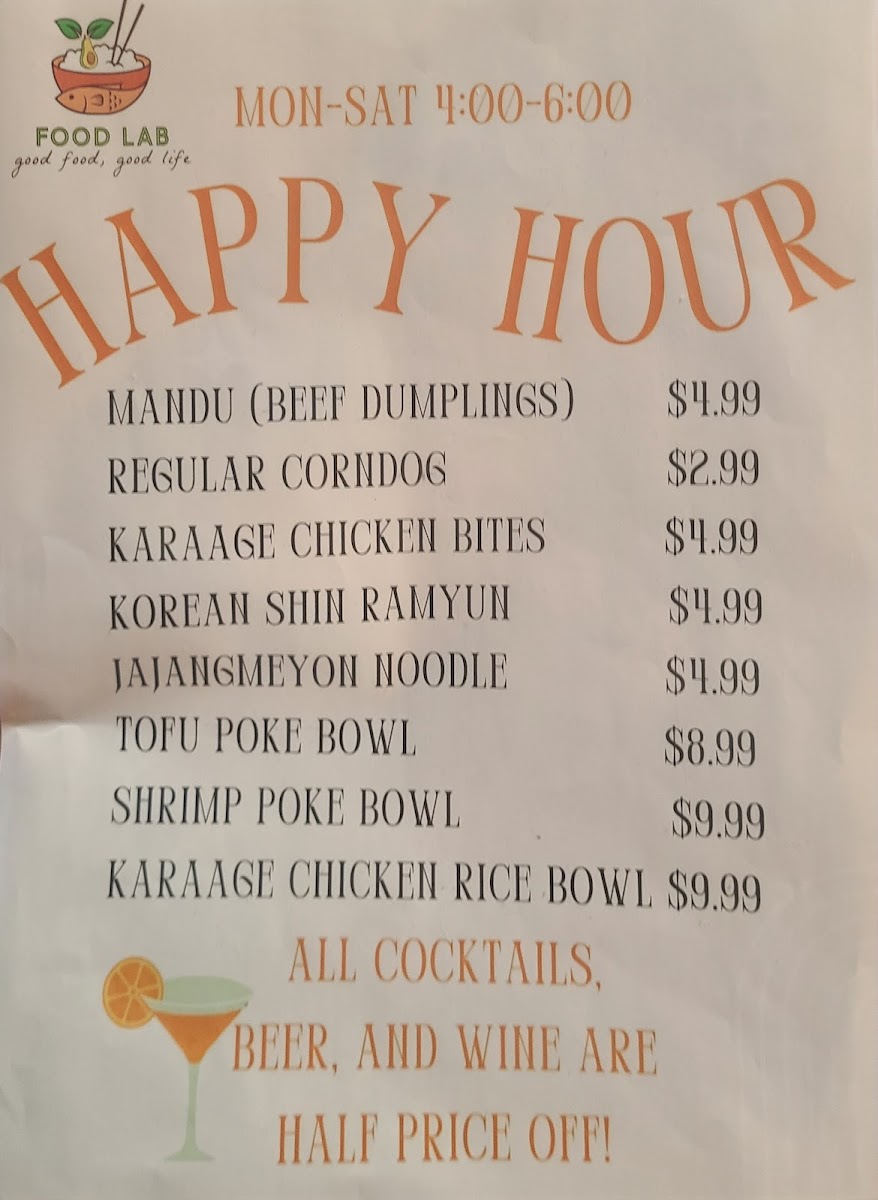 FOOD LAB
good food, good life
MON-SAT 4:00-6:00
HAPPY HOUR
MANDU (BEEF DUMPLINGS) $4.99
REGULAR CORNDOG $2.99
KARAAGE CHICKEN BITES $4.99
KOREAN SHIN RAMYUN $4.99
JAJANGMEYON NOODLE $4.99
TOFU POKE BOWL $8.99
SHRIMP POKE BOWL $9.99
KARAAGE CHICKEN RICE BOWL $9.99
ALL COCKTAILS,
BEER, AND WINE ARE
HALF PRICE OFF!